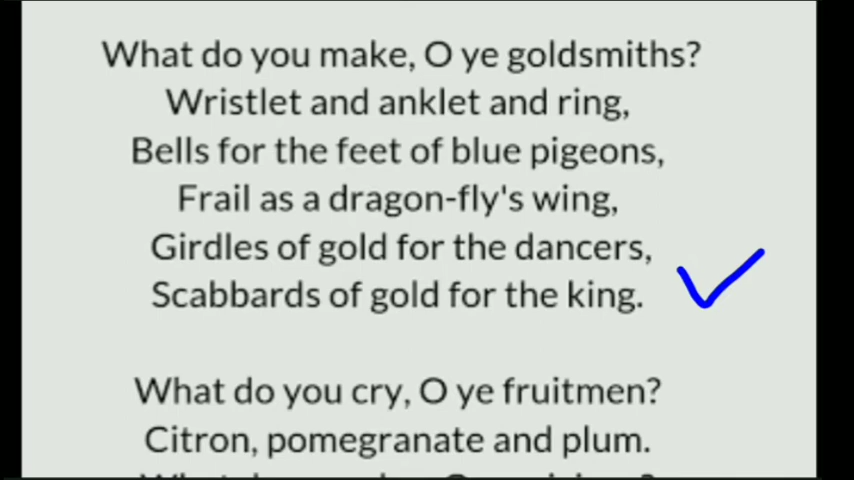 What do you make, O ye goldsmiths?
Wristlet and anklet and ring,
Bells for the feet of blue pigeons,
Frail as a dragon-fly's wing,
Girdles of gold for the dancers,
Scabbards of gold for the king.
What do you cry, O ye fruitmen?
Citron, pomegranate and plum.